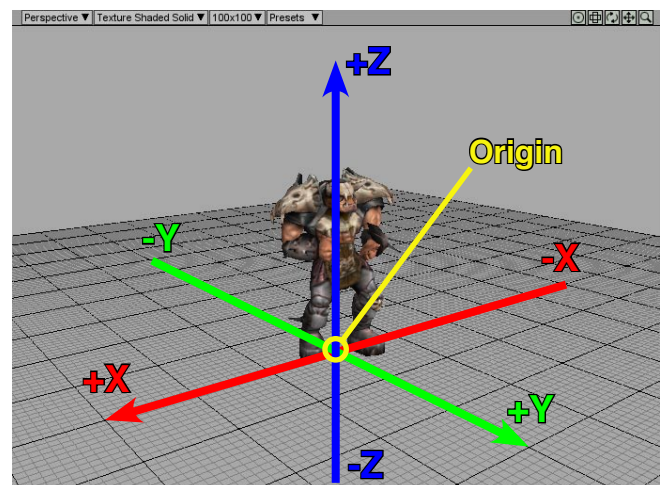 Perspective ▼ Texture Shaded Solid ▼ 100x100 ▼ Presets ▼
+Z
Origin
-Y
-X
+X
+Y
-Z